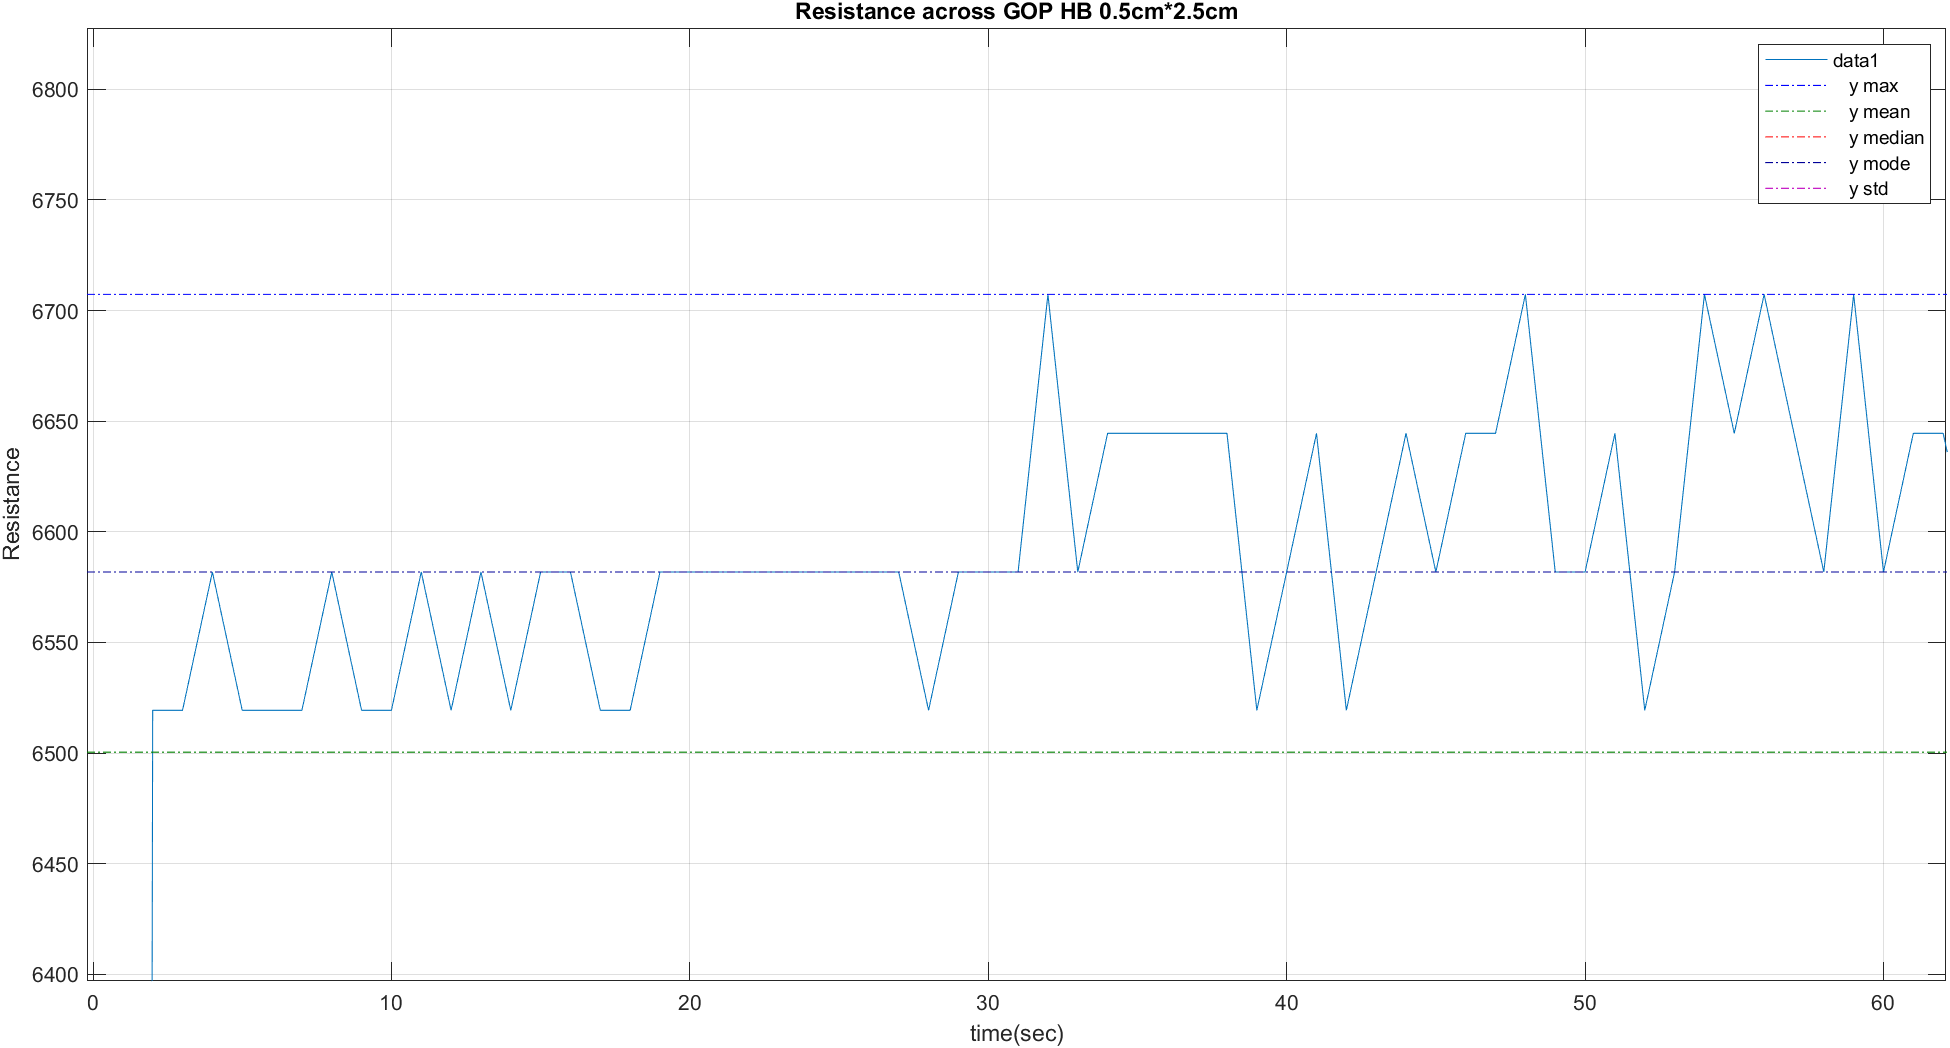 Resistance across GOP HB 0.5cm*2.5cm
data1
y max
y mean
y median
y mode
y std
6800
6750
6700
6650
6600
6550
6500
6450
6400
Resistance
0 10 20 30 40 50 60
time(sec)